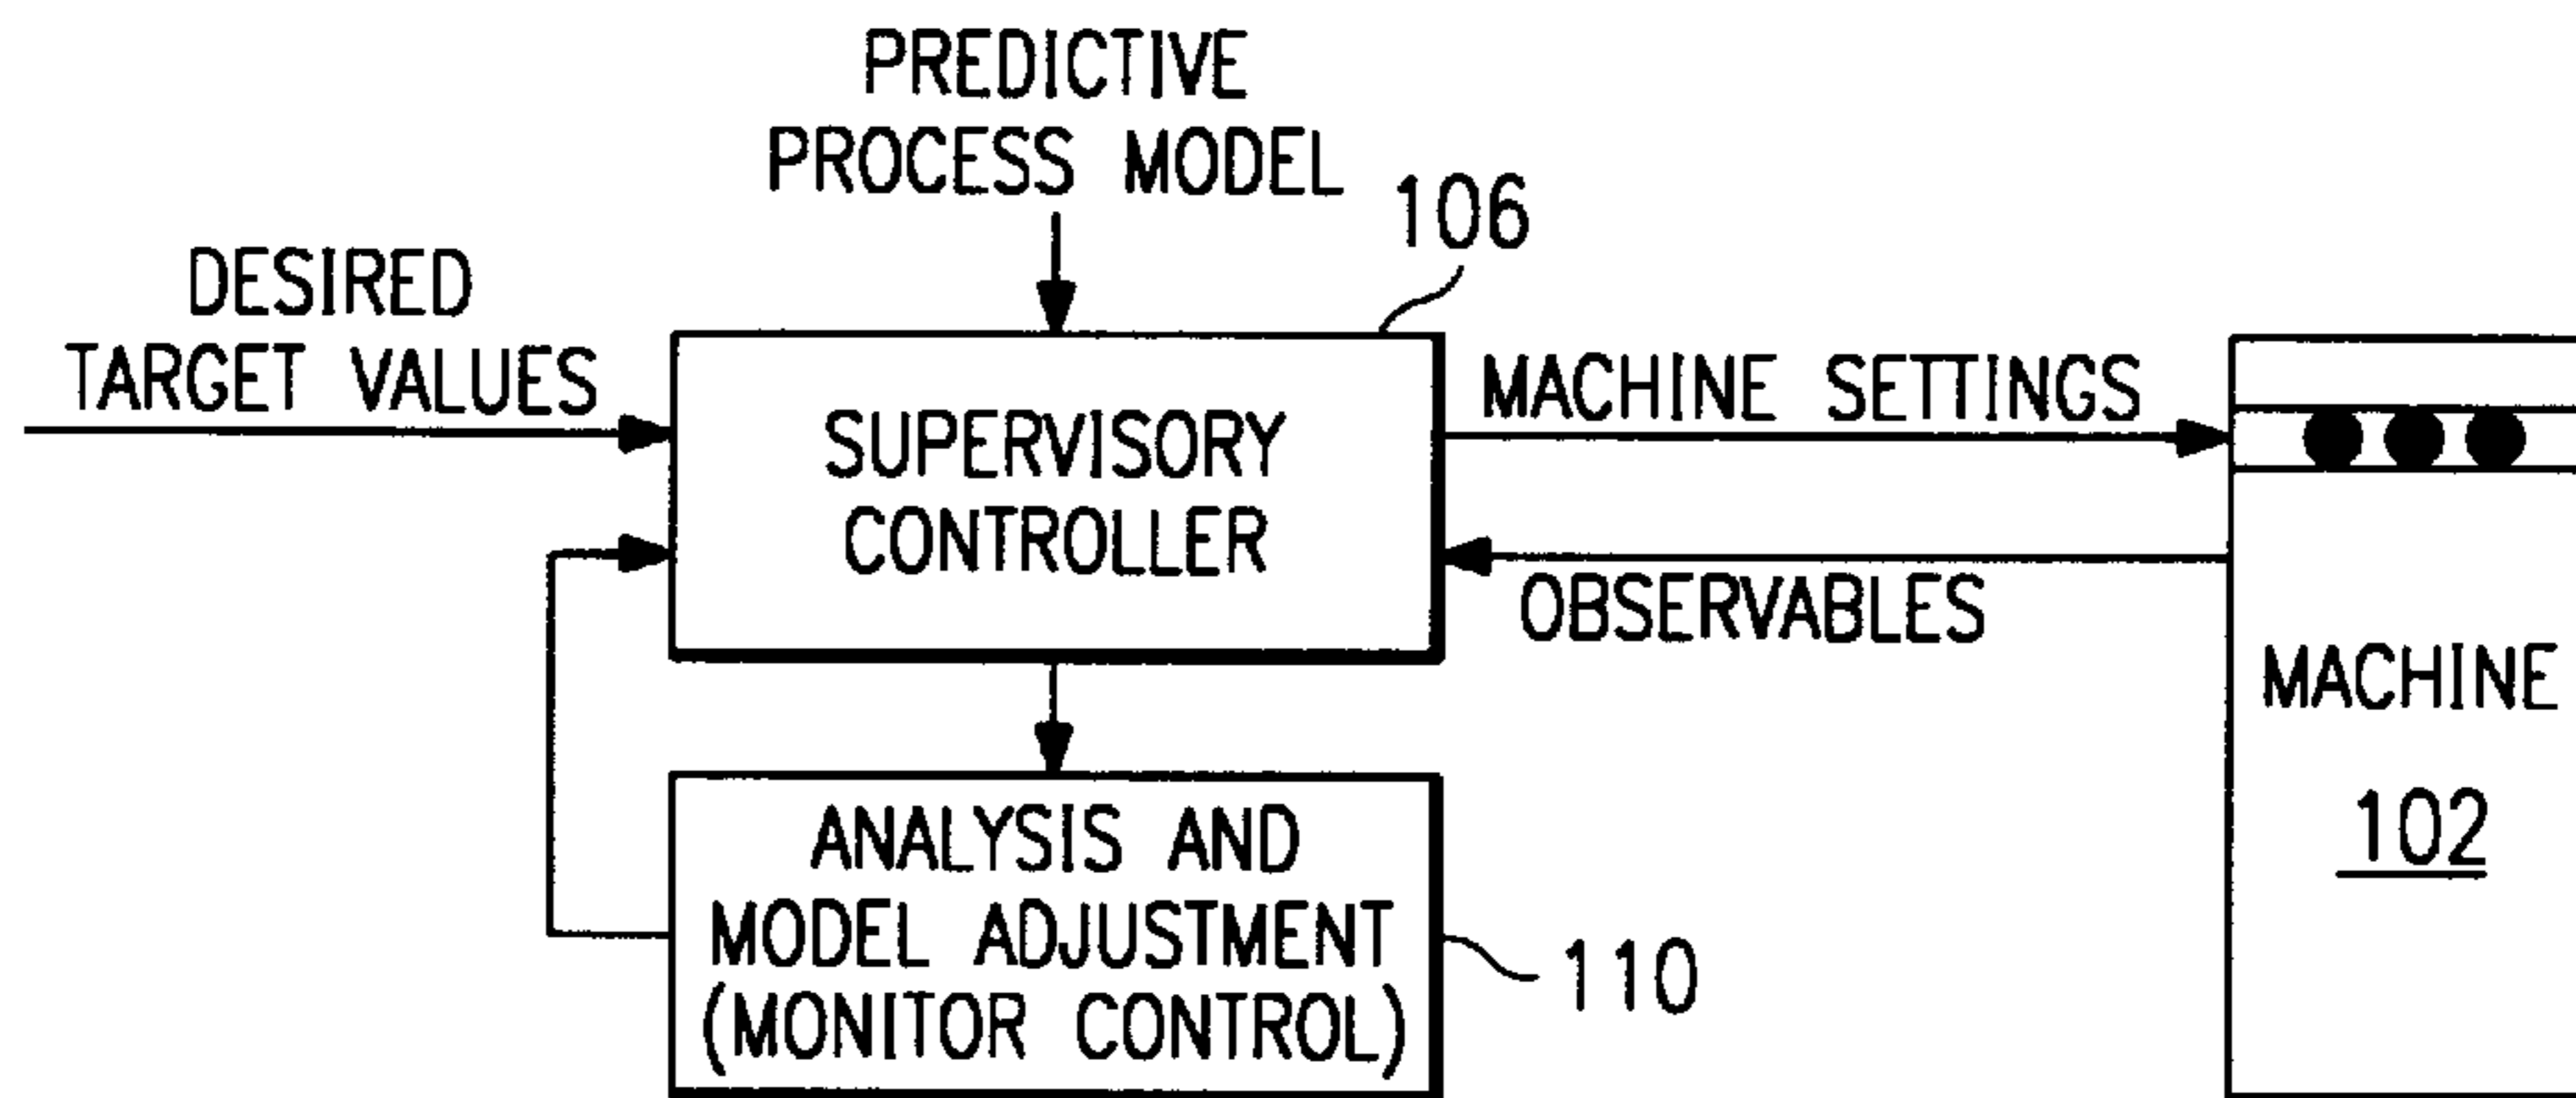 PREDICTIVE
PROCESS MODEL
106
DESIRED
TARGET VALUES
SUPERVISORY
CONTROLLER
MACHINE SETTINGS
OBSERVABLES
MACHINE
102
ANALYSIS AND
MODEL ADJUSTMENT
(MONITOR CONTROL)
110